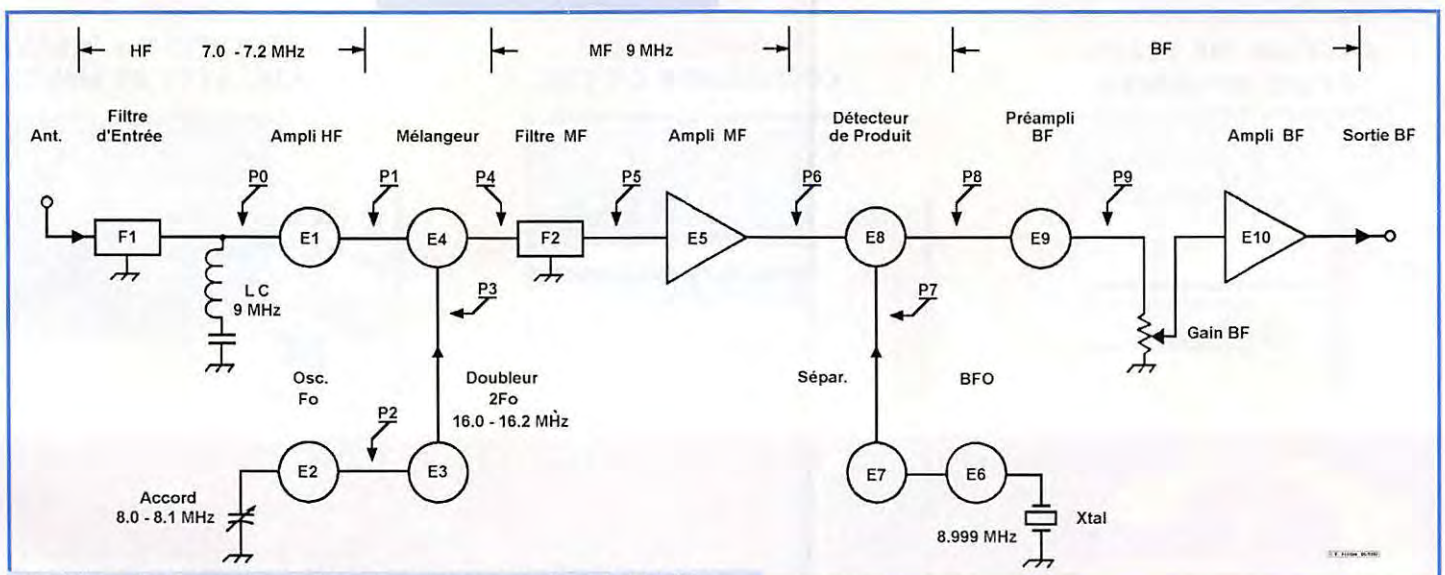 HF 7.0 - 7.2 MHz
MF 9 MHz
BF
Ant.
Filtre
d'Entrée
Ampli HF
Mélangeur
Filtre MF
Ampli MF
Détecteur
de Produit
Préampli
BF
Ampli BF
Sortie BF
P0
P1
P4
P5
P6
P8
P9
F1
E1
E4
F2
E5
E8
E9
E10
L C
9 MHz
P3
P7
Gain BF
Osc.
Fo
P2
Doubleur
2Fo
16.0 - 16.2 MHz
Sépar.
BFO
E2
E3
E7
E6
Accord
8.0 - 8.1 MHz
8.999 MHz
Xtal